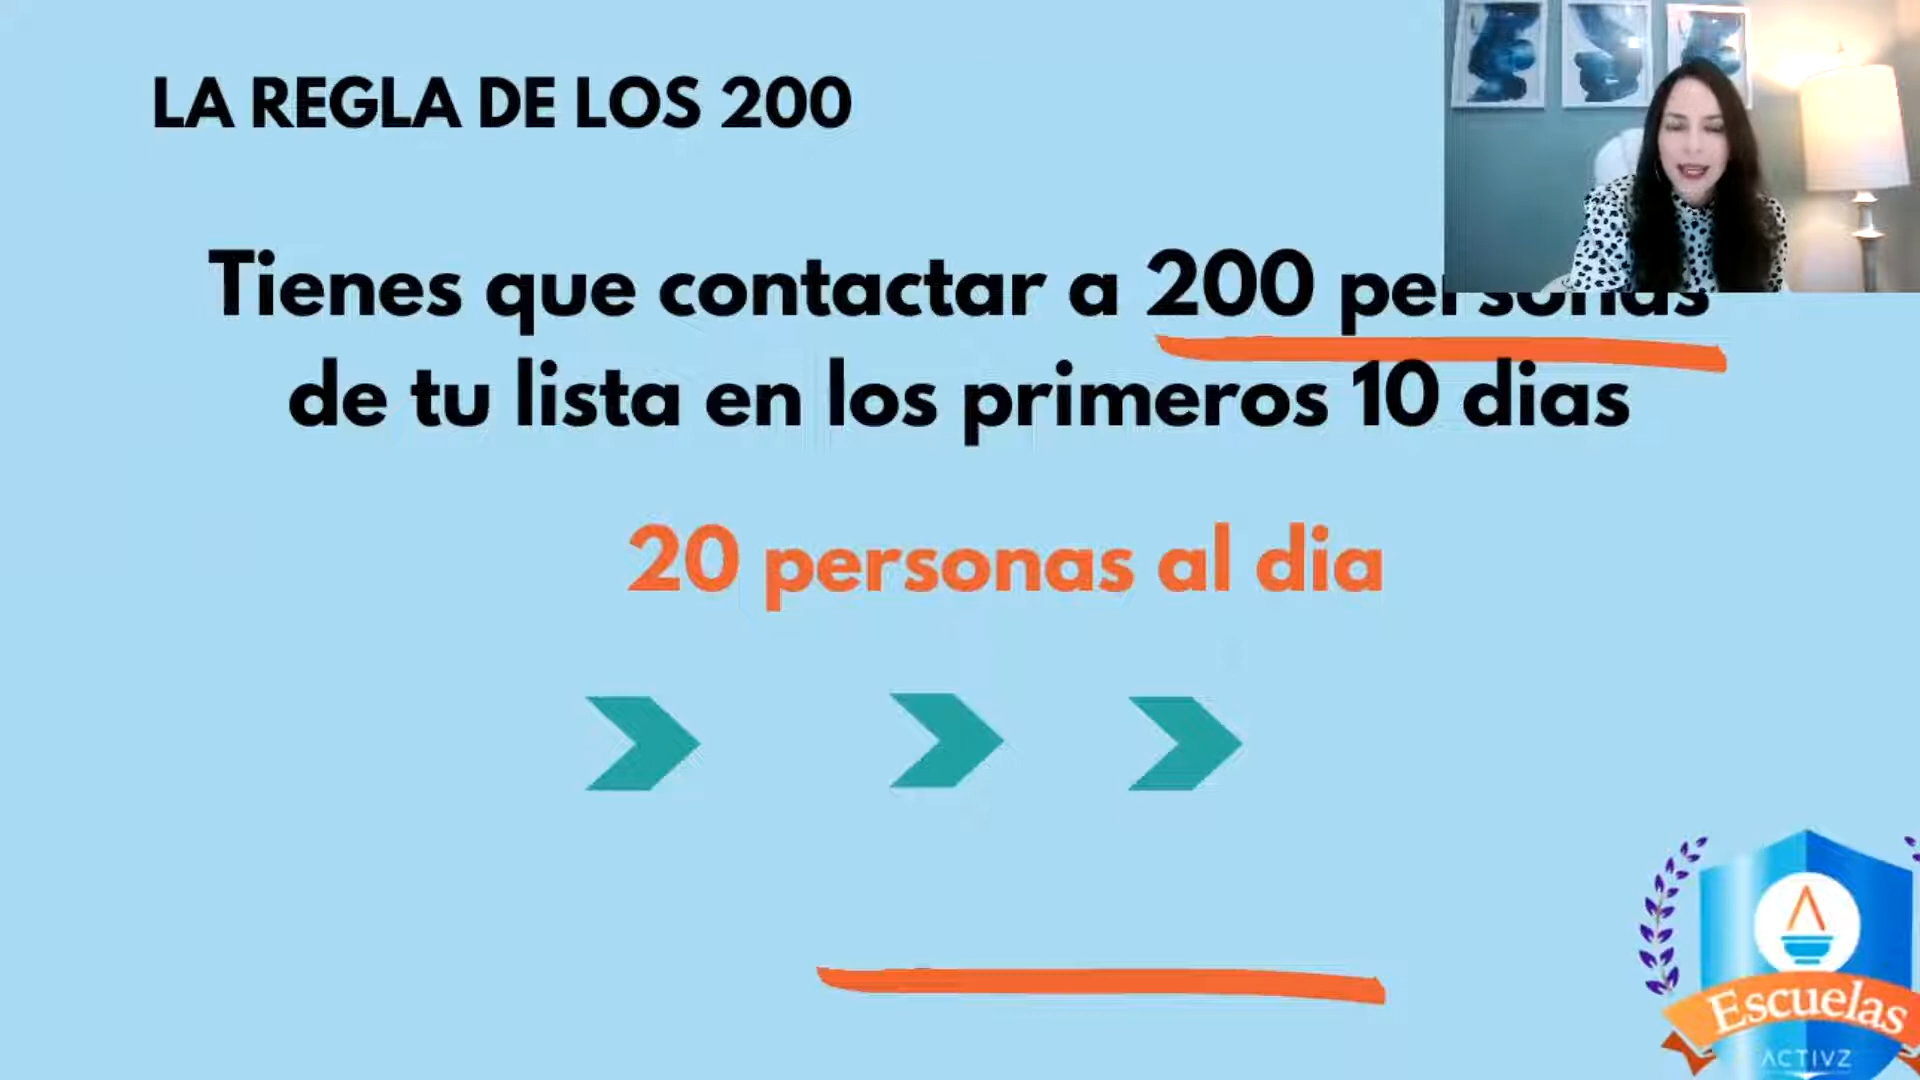 LA REGLA DE LOS 200
Tienes que contactar a 200 personas
de tu lista en los primeros 10 dias
20 personas al dia
Escuelas
ACTIVZ